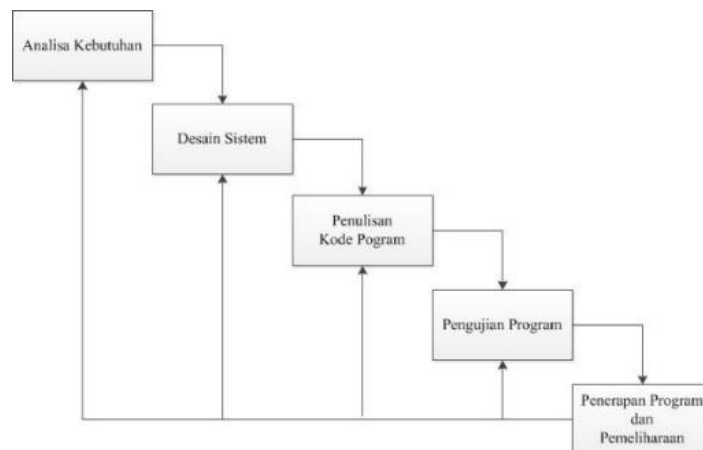 Analisa Kebutuhan
Desain Sistem
Penulisan
Kode Pogram
Pengujian Program
Penerapan Program
dan
Pemeliharaan